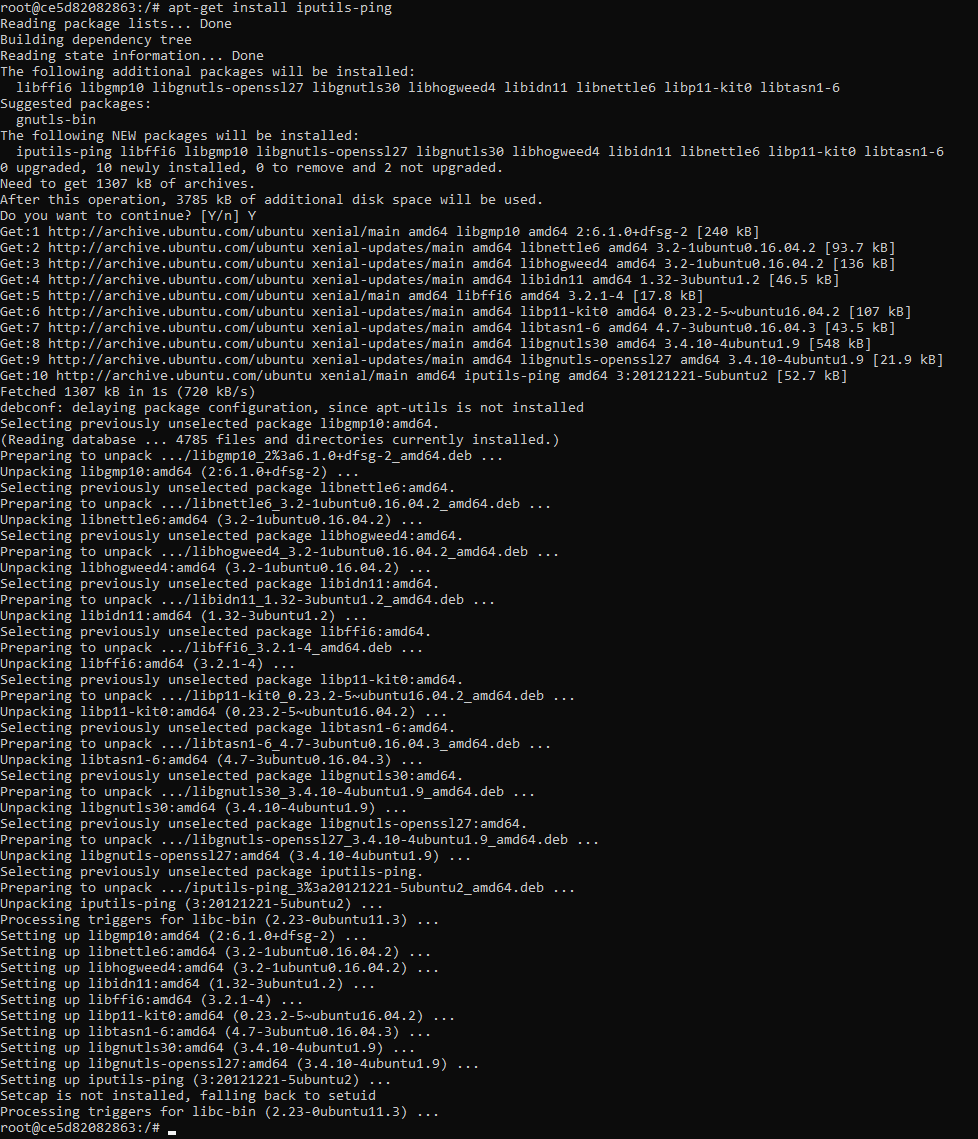 root@ce5d82082863:/# apt-get install iputils-ping
Reading package lists... Done
Building dependency tree
Reading state information... Done
The following additional packages will be installed:
  libffi6 libgmp10 libgnutls-openssl27 libgnutls30 libhogweed4 libidn11 libnettle6 libp11-kit0 libtasn1-6
Suggested packages:
  gnutls-bin
The following NEW packages will be installed:
  iputils-ping libffi6 libgmp10 libgnutls-openssl27 libgnutls30 libhogweed4 libidn11 libnettle6 libp11-kit0 libtasn1-6
0 upgraded, 10 newly installed, 0 to remove and 2 not upgraded.
Need to get 1307 kB of archives.
After this operation, 3785 kB of additional disk space will be used.
Do you want to continue? [Y/n] Y
Get:1 http://archive.ubuntu.com/ubuntu xenial/main amd64 libgmp10 amd64 2:6.1.0+dfsg-2 [240 kB]
Get:2 http://archive.ubuntu.com/ubuntu xenial-updates/main amd64 libnettle6 amd64 3.2-1ubuntu0.16.04.2 [93.7 kB]
Get:3 http://archive.ubuntu.com/ubuntu xenial-updates/main amd64 libhogweed4 amd64 3.2-1ubuntu0.16.04.2 [136 kB]
Get:4 http://archive.ubuntu.com/ubuntu xenial-updates/main amd64 libidn11 amd64 1.32-3ubuntu1.2 [46.5 kB]
Get:5 http://archive.ubuntu.com/ubuntu xenial/main amd64 libffi6 amd64 3.2.1-4 [17.8 kB]
Get:6 http://archive.ubuntu.com/ubuntu xenial-updates/main amd64 libp11-kit0 amd64 0.23.2-5~ubuntu16.04.2 [107 kB]
Get:7 http://archive.ubuntu.com/ubuntu xenial-updates/main amd64 libtasn1-6 amd64 4.7-3ubuntu0.16.04.3 [43.5 kB]
Get:8 http://archive.ubuntu.com/ubuntu xenial-updates/main amd64 libgnutls30 amd64 3.4.10-4ubuntu1.9 [548 kB]
Get:9 http://archive.ubuntu.com/ubuntu xenial-updates/main amd64 libgnutls-openssl27 amd64 3.4.10-4ubuntu1.9 [21.9 kB]
Get:10 http://archive.ubuntu.com/ubuntu xenial/main amd64 iputils-ping amd64 3:20121221-5ubuntu2 [52.7 kB]
Fetched 1307 kB in 1s (720 kB/s)
debconf: delaying package configuration, since apt-utils is not installed
Selecting previously unselected package libgmp10:amd64.
(Reading database ... 4785 files and directories currently installed.)
Preparing to unpack .../libgmp10_2%3a6.1.0+dfsg-2_amd64.deb ...
Unpacking libgmp10:amd64 (2:6.1.0+dfsg-2) ...
Selecting previously unselected package libnettle6:amd64.
Preparing to unpack .../libnettle6_3.2-1ubuntu0.16.04.2_amd64.deb ...
Unpacking libnettle6:amd64 (3.2-1ubuntu0.16.04.2) ...
Selecting previously unselected package libhogweed4:amd64.
Preparing to unpack .../libhogweed4_3.2-1ubuntu0.16.04.2_amd64.deb ...
Unpacking libhogweed4:amd64 (3.2-1ubuntu0.16.04.2) ...
Selecting previously unselected package libidn11:amd64.
Preparing to unpack .../libidn11_1.32-3ubuntu1.2_amd64.deb ...
Unpacking libidn11:amd64 (1.32-3ubuntu1.2) ...
Selecting previously unselected package libffi6:amd64.
Preparing to unpack .../libffi6_3.2.1-4_amd64.deb ...
Unpacking libffi6:amd64 (3.2.1-4) ...
Selecting previously unselected package libp11-kit0:amd64.
Preparing to unpack .../libp11-kit0_0.23.2-5~ubuntu16.04.2_amd64.deb ...
Unpacking libp11-kit0:amd64 (0.23.2-5~ubuntu16.04.2) ...
Selecting previously unselected package libtasn1-6:amd64.
Preparing to unpack .../libtasn1-6_4.7-3ubuntu0.16.04.3_amd64.deb ...
Unpacking libtasn1-6:amd64 (4.7-3ubuntu0.16.04.3) ...
Selecting previously unselected package libgnutls30:amd64.
Preparing to unpack .../libgnutls30_3.4.10-4ubuntu1.9_amd64.deb ...
Unpacking libgnutls30:amd64 (3.4.10-4ubuntu1.9) ...
Selecting previously unselected package libgnutls-openssl27:amd64.
Preparing to unpack .../libgnutls-openssl27_3.4.10-4ubuntu1.9_amd64.deb ...
Unpacking libgnutls-openssl27:amd64 (3.4.10-4ubuntu1.9) ...
Selecting previously unselected package iputils-ping.
Preparing to unpack .../iputils-ping_3%3a20121221-5ubuntu2_amd64.deb ...
Unpacking iputils-ping (3:20121221-5ubuntu2) ...
Processing triggers for libc-bin (2.23-0ubuntu11.3) ...
Setting up libgmp10:amd64 (2:6.1.0+dfsg-2) ...
Setting up libnettle6:amd64 (3.2-1ubuntu0.16.04.2) ...
Setting up libhogweed4:amd64 (3.2-1ubuntu0.16.04.2) ...
Setting up libidn11:amd64 (1.32-3ubuntu1.2) ...
Setting up libffi6:amd64 (3.2.1-4) ...
Setting up libp11-kit0:amd64 (0.23.2-5~ubuntu16.04.2) ...
Setting up libtasn1-6:amd64 (4.7-3ubuntu0.16.04.3) ...
Setting up libgnutls30:amd64 (3.4.10-4ubuntu1.9) ...
Setting up libgnutls-openssl27:amd64 (3.4.10-4ubuntu1.9) ...
Setting up iputils-ping (3:20121221-5ubuntu2) ...
Setcap is not installed, falling back to setuid
Processing triggers for libc-bin (2.23-0ubuntu11.3) ...
root@ce5d82082863:/#